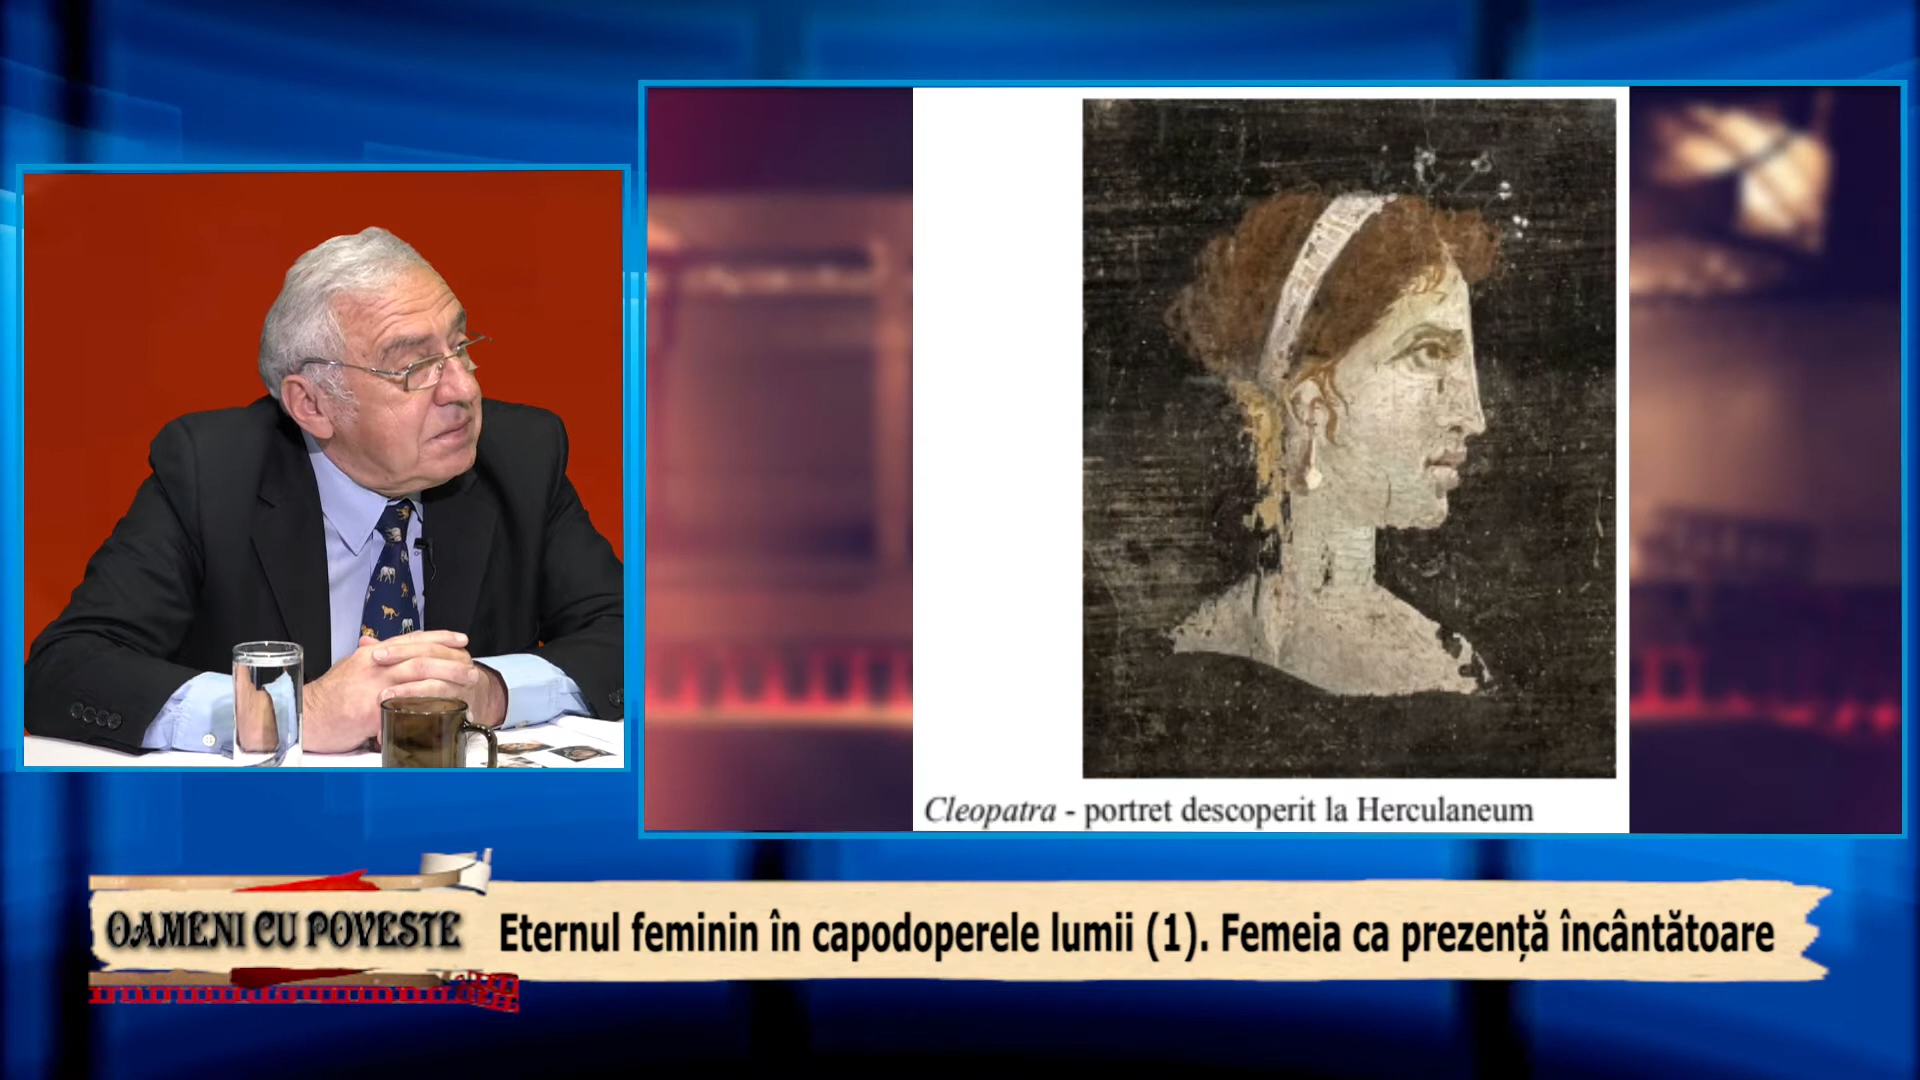 Cleopatra - portret descoperit la Herculaneum
OAMENI CU POVESTE
Eternul feminin în capodoperele lumii (1). Femeia ca prezență încântătoare